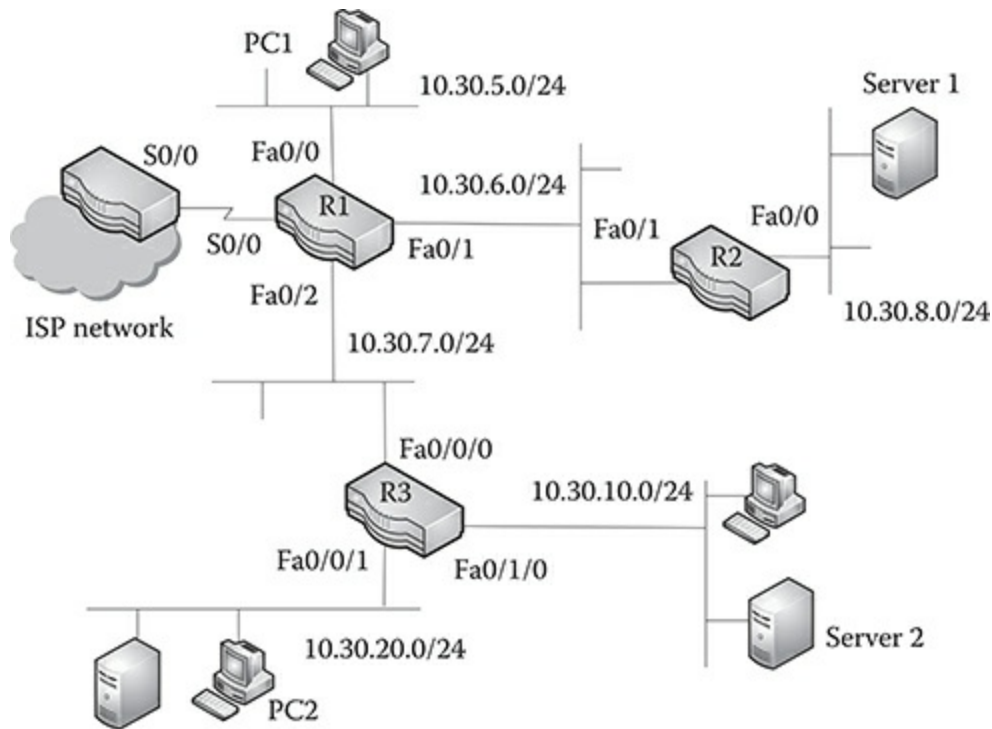 PC1
10.30.5.0/24
Server 1
S0/0
Fa0/0
R1
10.30.6.0/24
Fa0/0
S0/0
Fa0/1
Fa0/1
R2
Fa0/2
ISP network
10.30.8.0/24
10.30.7.0/24
Fa0/0/0
R3
10.30.10.0/24
Fa0/0/1
Fa0/1/0
10.30.20.0/24
Server 2
PC2